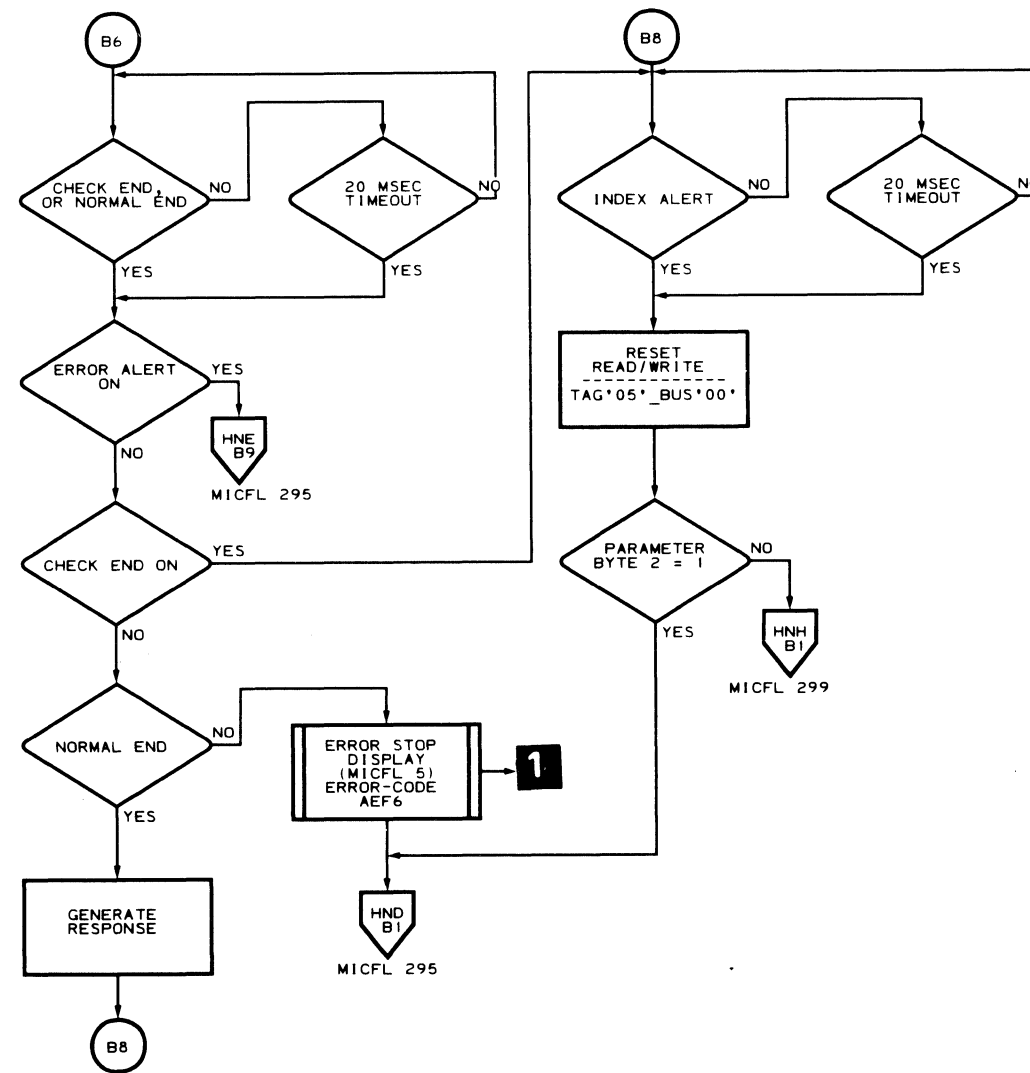 B6
CHECK END,
OR NORMAL END
NO
20 MSEC
TIMEOUT
NO
YES
YES
ERROR ALERT
ON
YES
HNE
B9
MICFL 295
NO
CHECK END ON
YES
NO
NORMAL END
NO
ERROR STOP
DISPLAY
(MICFL 5)
ERROR-CODE
AEF6
1
YES
GENERATE
RESPONSE
HND
B1
MICFL 295
B8
B8
INDEX ALERT
NO
20 MSEC
TIMEOUT
NO
YES
YES
RESET
READ/WRITE
TAG'05'_BUS'00'
PARAMETER
BYTE 2 = 1
NO
HNH
B1
MICFL 299
YES